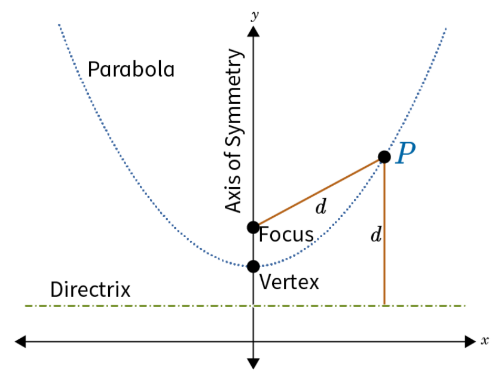 y
Parabola
Axis of Symmetry
P
d
Focus
d
Vertex
Directrix
x